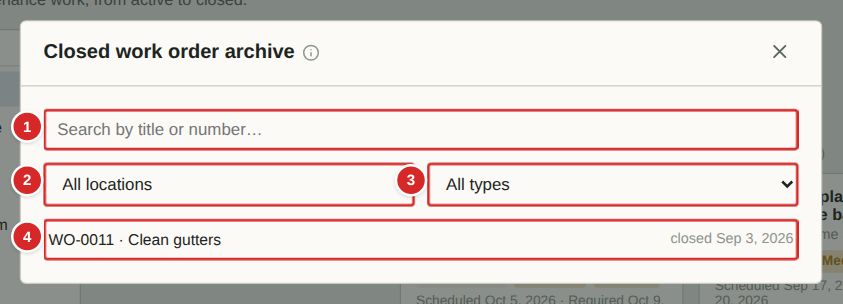 enance work, from active to closed.
Closed work order archive
1 Search by title or number…
2 All locations
3 All types
4 WO-0011 · Clean gutters closed Sep 3, 2026
Scheduled Oct 5, 2026 · Required Oct 9,
Scheduled Sep 17, 2
20, 2026